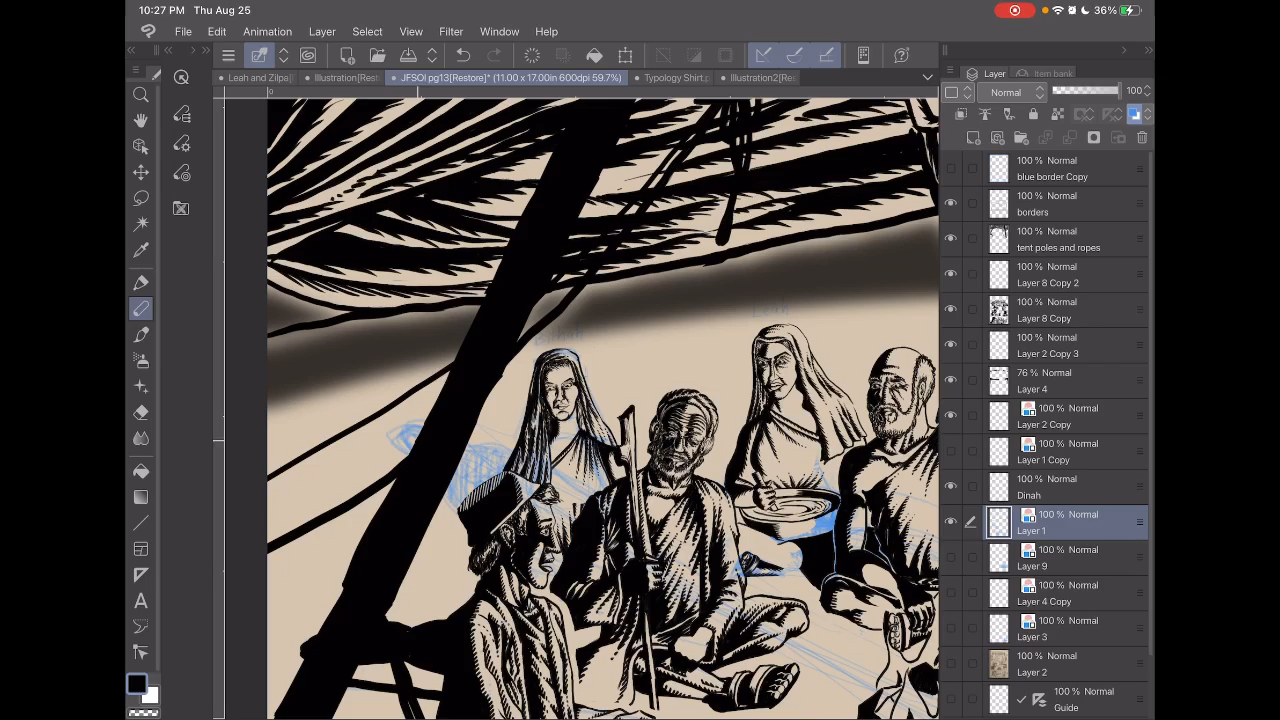 10:27 PM Thu Aug 25
36%
File Edit Animation Layer Select View Filter Window Help
Leah and Zilpa[ Illustration[Rest JFSOI pg13[Restore]* (11.00 x 17.00in 600dpi 59.7%) Typology Shirt. Illustration2[Re
Layer Item bank
Normal 100
0
100 % Normal
blue border Copy
100 % Normal
borders
100 % Normal
tent poles and ropes
100 % Normal
Layer 8 Copy 2
100 % Normal
Layer 8 Copy
100 % Normal
Layer 2 Copy 3
76 % Normal
Layer 4
100 % Normal
Layer 2 Copy
100 % Normal
Layer 1 Copy
100 % Normal
Dinah
100 % Normal
Layer 1
100 % Normal
Layer 9
100 % Normal
Layer 4 Copy
100 % Normal
Layer 3
100 % Normal
Layer 2
100 % Normal
Guide
Leah